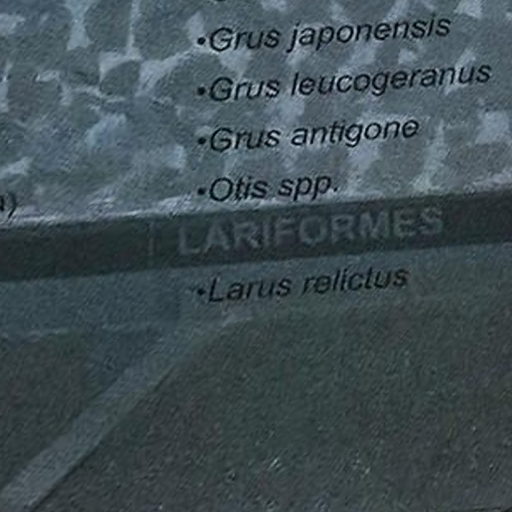 •Grus japonensis
•Grus leucogeranus
•Grus antigone
•Otis spp.
LARIFORMES
•Larus relictus